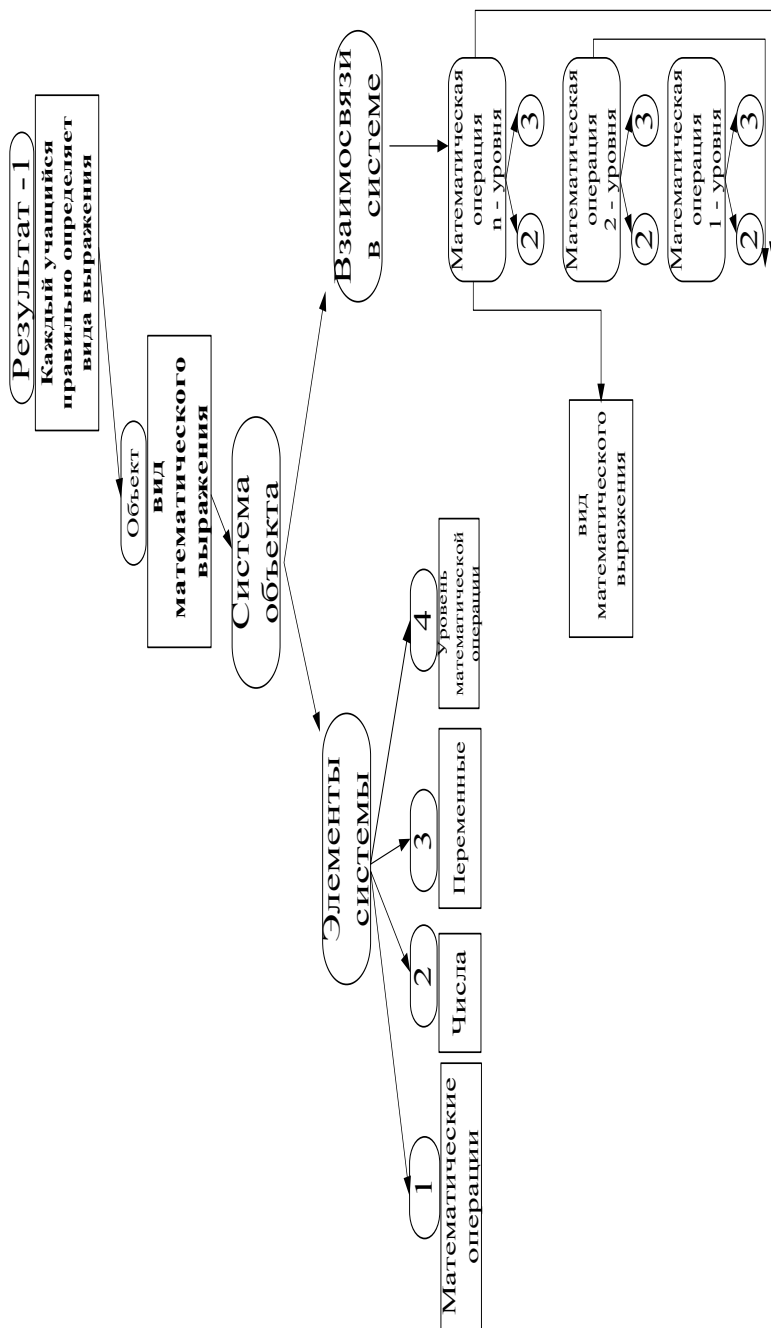 Результат -1
Каждый учащийся
правильно определяет
вида выражения
Объект
вид
математического
выражения
Система
объекта
Элементы
системы
Взаимосвязи
в системе
1
Математические
операции
2
Числа
3
Переменные
4
Уровень
математической
операции
Математическая
операция
n - уровня
2
3
Математическая
операция
2 - уровня
2
3
Математическая
операция
1 - уровня
2
3
вид
математического
выражения